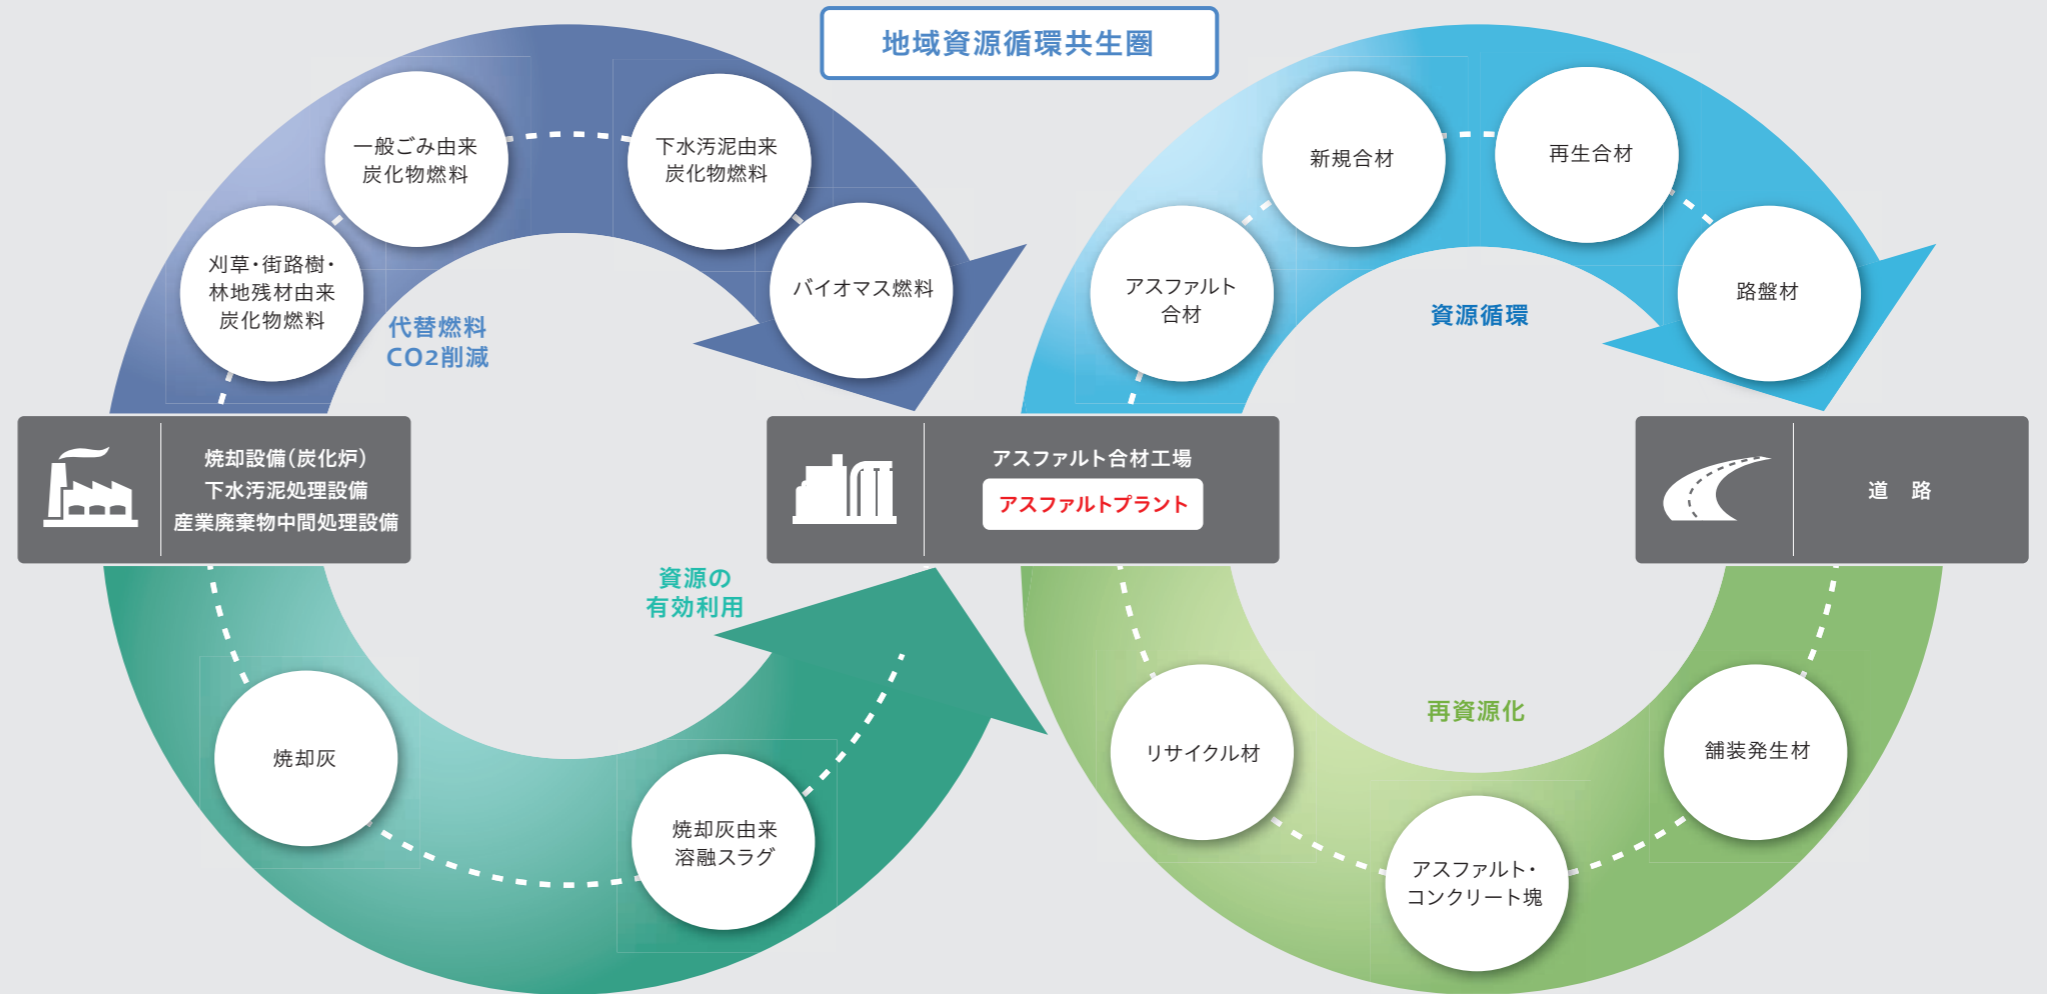 地域資源循環共生圏
一般ごみ由来
炭化物燃料
下水汚泥由来
炭化物燃料
刈草・街路樹・
林地残材由来
炭化物燃料
バイオマス燃料
代替燃料
CO2削減
新規合材
再生合材
アスファルト
合材
路盤材
資源循環
焼却設備(炭化炉)
下水汚泥処理設備
産業廃棄物中間処理設備
アスファルト合材工場
アスファルトプラント
道　路
資源の
有効利用
焼却灰
焼却灰由来
溶融スラグ
再資源化
リサイクル材
アスファルト・
コンクリート塊
舗装発生材